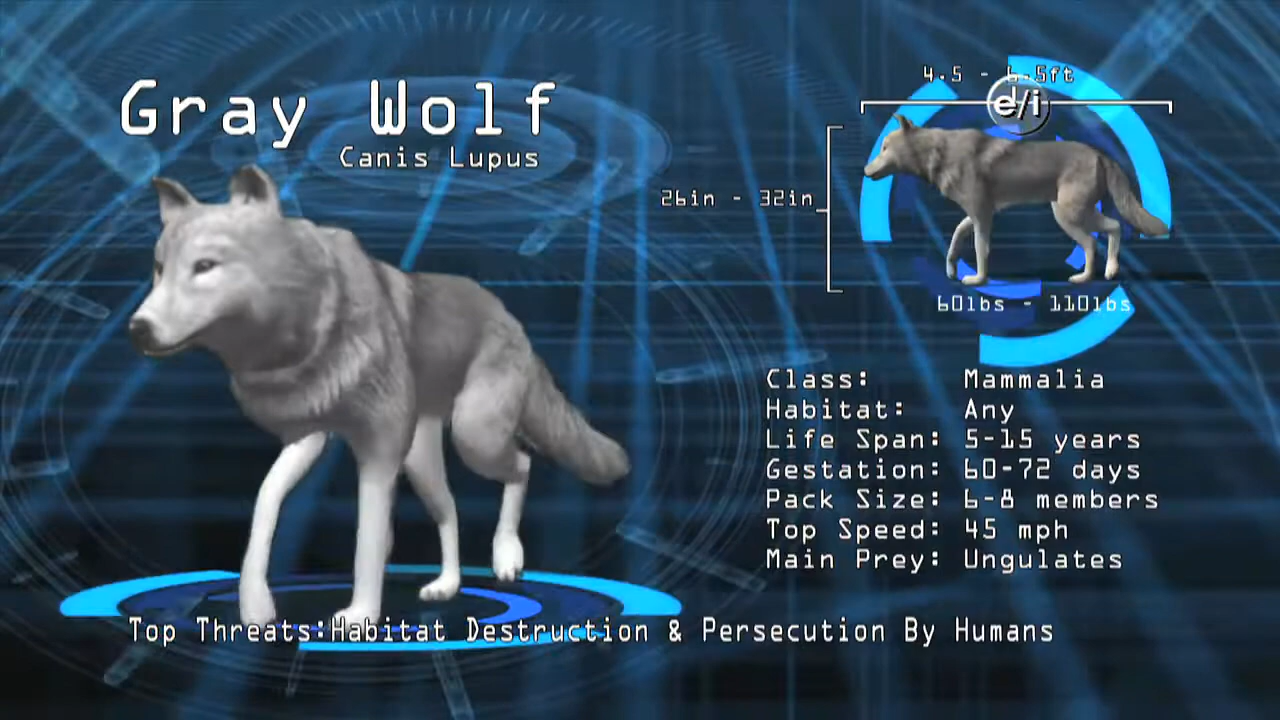 Gray Wolf
Canis Lupus
4.5 - 6.5ft
e/i
26in - 32in
60lbs - 110lbs
Class: Mammalia
Habitat: Any
Life Span: 5-15 years
Gestation: 60-72 days
Pack Size: 6-8 members
Top Speed: 45 mph
Main Prey: Ungulates
Top Threats:Habitat Destruction & Persecution By Humans